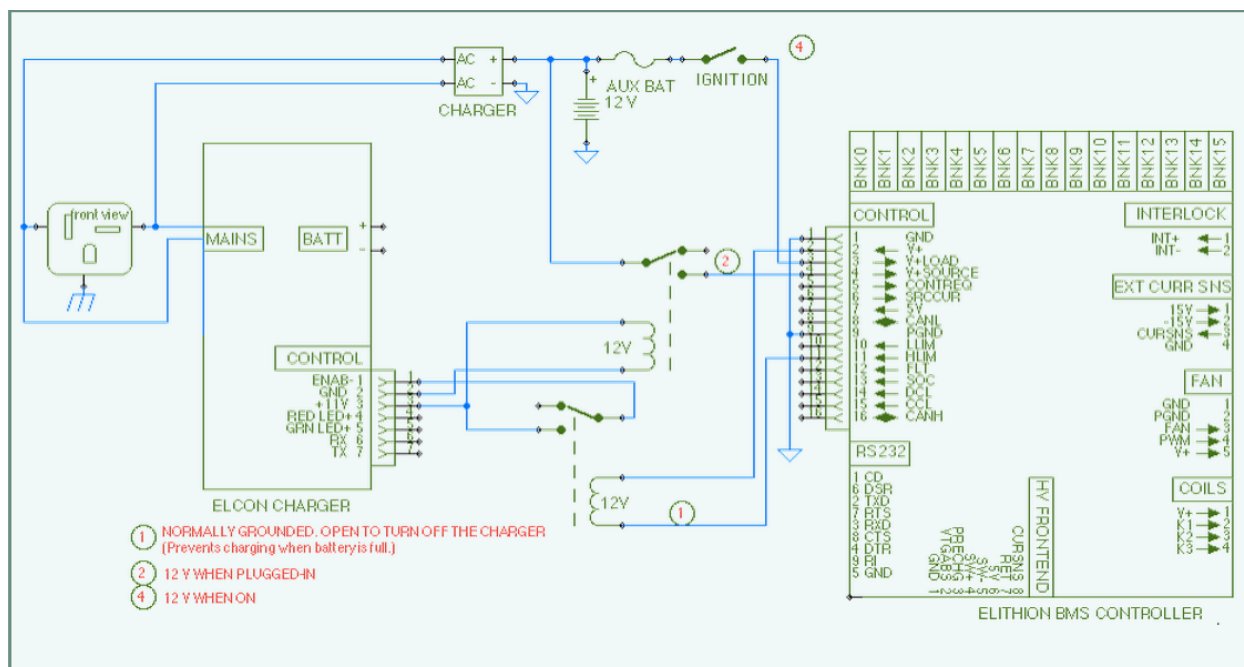 4
AC +
AC -
CHARGER
AUX BAT
12 V
+
IGNITION
front view
MAINS
BATT
+
-
CONTROL
ENAB- 1
GND 2
+11V 3
RED LED+ 4
GRN LED+ 5
RX 6
TX 7
ELCON CHARGER
2
12V
12V
1
BNK0
BNK1
BNK2
BNK3
BNK4
BNK5
BNK6
BNK7
BNK8
BNK9
BNK10
BNK11
BNK12
BNK13
BNK14
BNK15
CONTROL
1 GND
2 V+
3 V+LOAD
4 V+SOURCE
5 CONTREQ
6 SRCCUR
7 5V
8 CANL
9 PGND
10 LLIM
11 HLIM
12 FLT
13 SOC
14 DCL
15 CCL
16 CANH
RS232
1 CD
6 DSR
2 TXD
7 RTS
3 RXD
8 CTS
4 DTR
9 RI
5 GND
HV FRONTEND
GND 1
VTGABS 2
PRECHG 3
SW+ 4
SW- 5
5V 6
RET 7
CURSNS 8
INTERLOCK
INT+ 1
INT- 2
EXT CURR SNS
15V 1
-15V 2
CURSNS 3
GND 4
FAN
GND 1
PGND 2
FAN 3
PWM 4
V+ 5
COILS
V+ 1
K1 2
K2 3
K3 4
ELITHION BMS CONTROLLER
1 NORMALLY GROUNDED. OPEN TO TURN OFF THE CHARGER
(Prevents charging when battery is full.)
2 12 V WHEN PLUGGED-IN
4 12 V WHEN ON